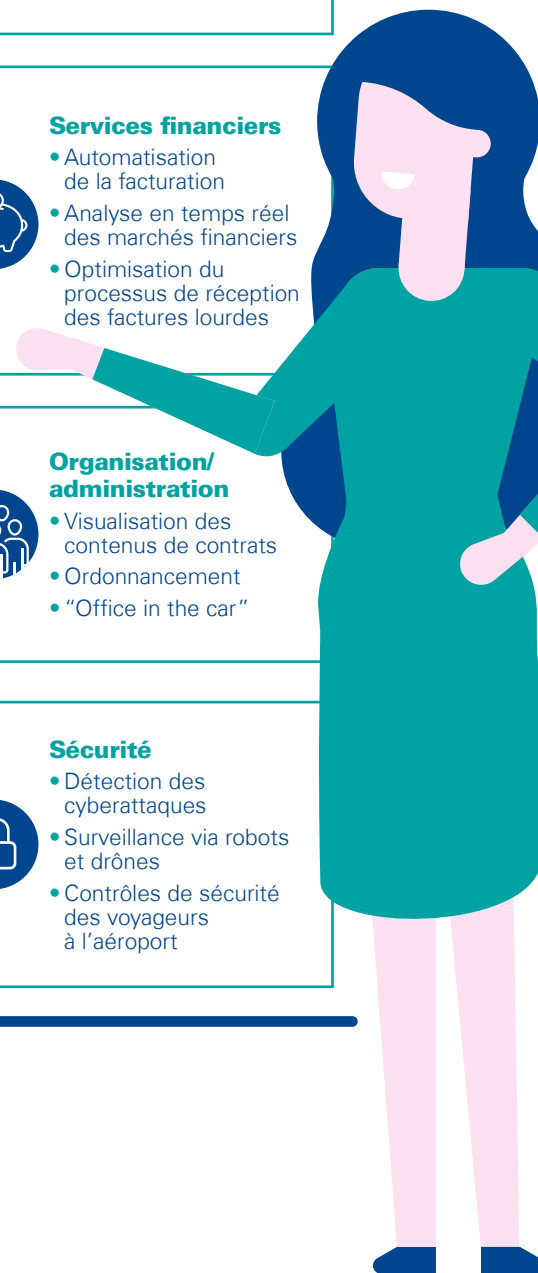 Services financiers
• Automatisation
de la facturation
• Analyse en temps réel
des marchés financiers
• Optimisation du
processus de réception
des factures lourdes
Organisation/
administration
• Visualisation des
contenus de contrats
• Ordonnancement
• “Office in the car”
Sécurité
• Détection des
cyberattaques
• Surveillance via robots
et drônes
• Contrôles de sécurité
des voyageurs
à l’aéroport